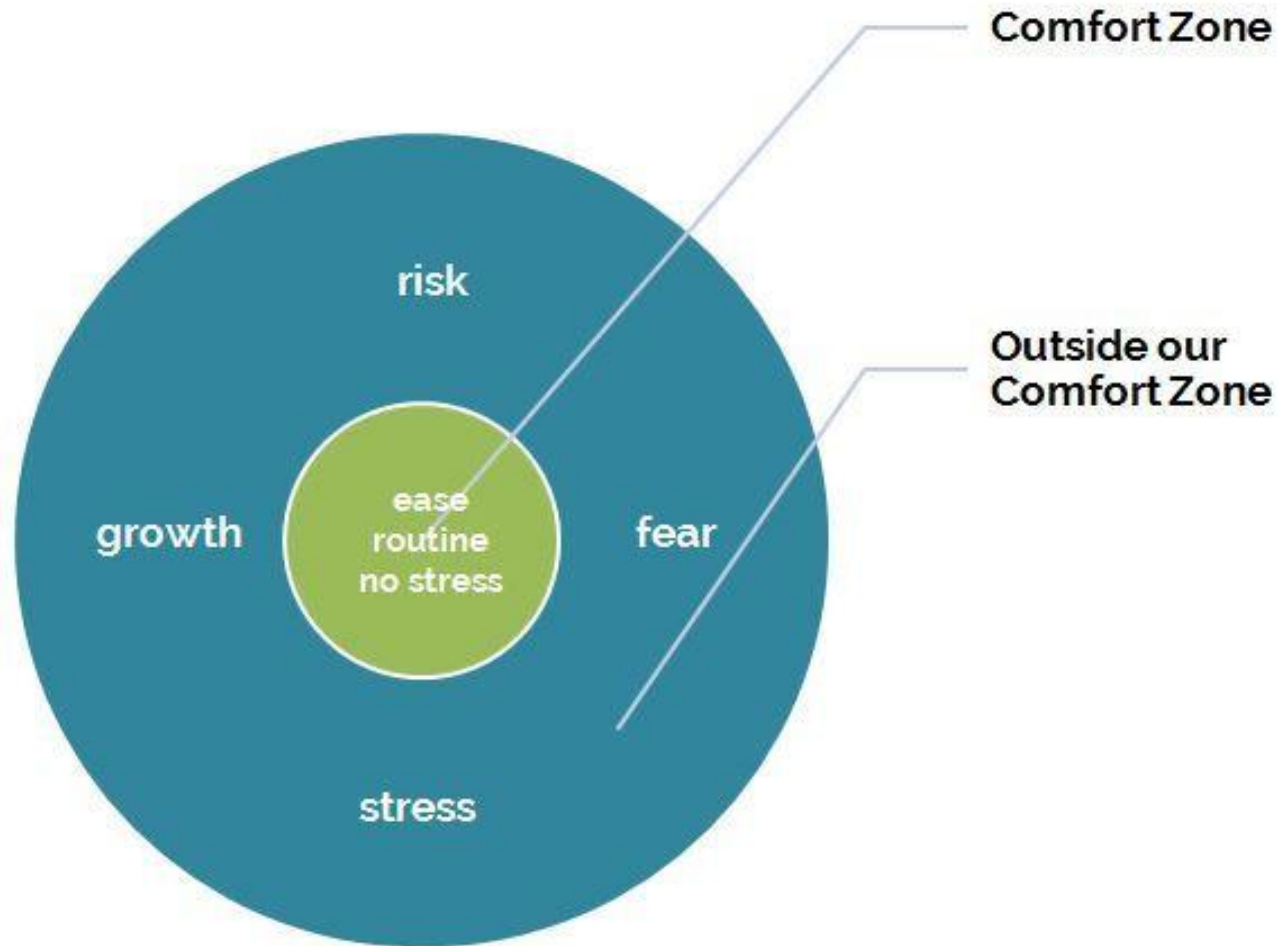 Comfort Zone
risk
Outside our
Comfort Zone
ease
routine
no stress
growth
fear
stress